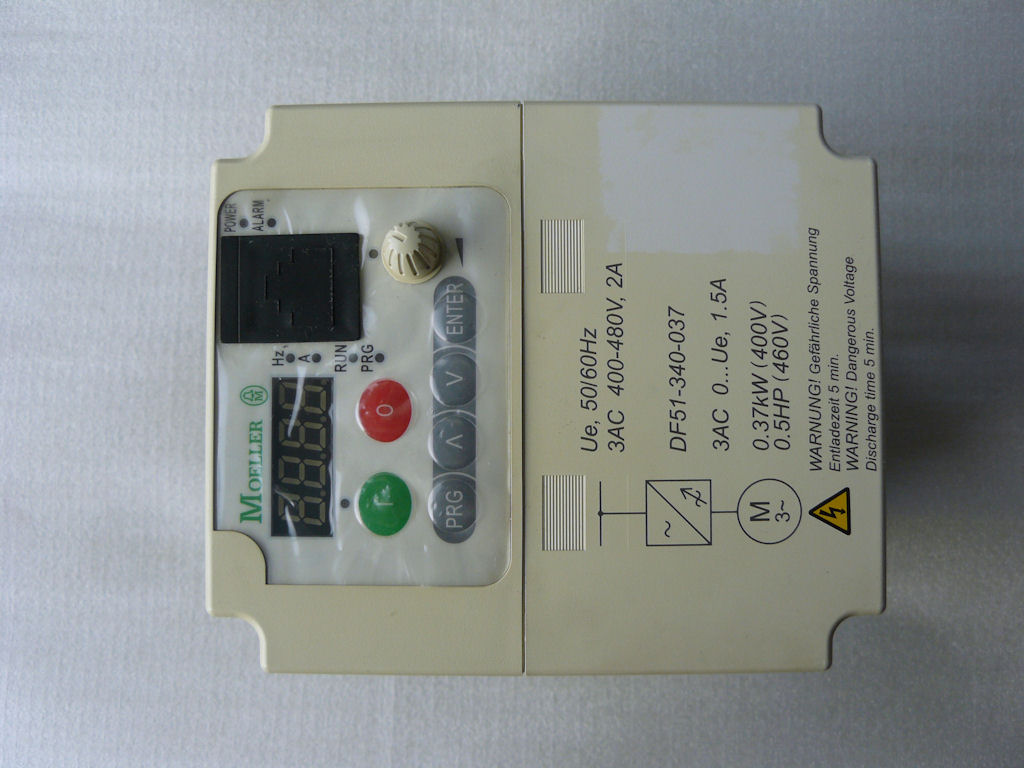 MOELLER
POWER
ALARM
Hz
A
RUN
PRG
88.88
I
O
PRG
ENTER
Ue, 50/60Hz
3AC 400-480V, 2A
DF51-340-037
3AC 0...Ue, 1.5A
0.37kW (400V)
0.5HP (460V)
M
3~
WARNUNG! Gefährliche Spannung
Entladezeit 5 min.
WARNING! Dangerous Voltage
Discharge time 5 min.